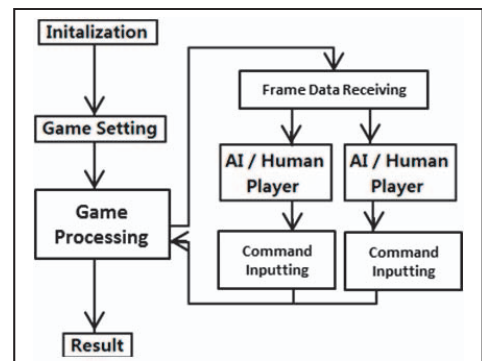 Initalization
Game Setting
Game
Processing
Result
Frame Data Receiving
AI / Human
Player
AI / Human
Player
Command
Inputting
Command
Inputting